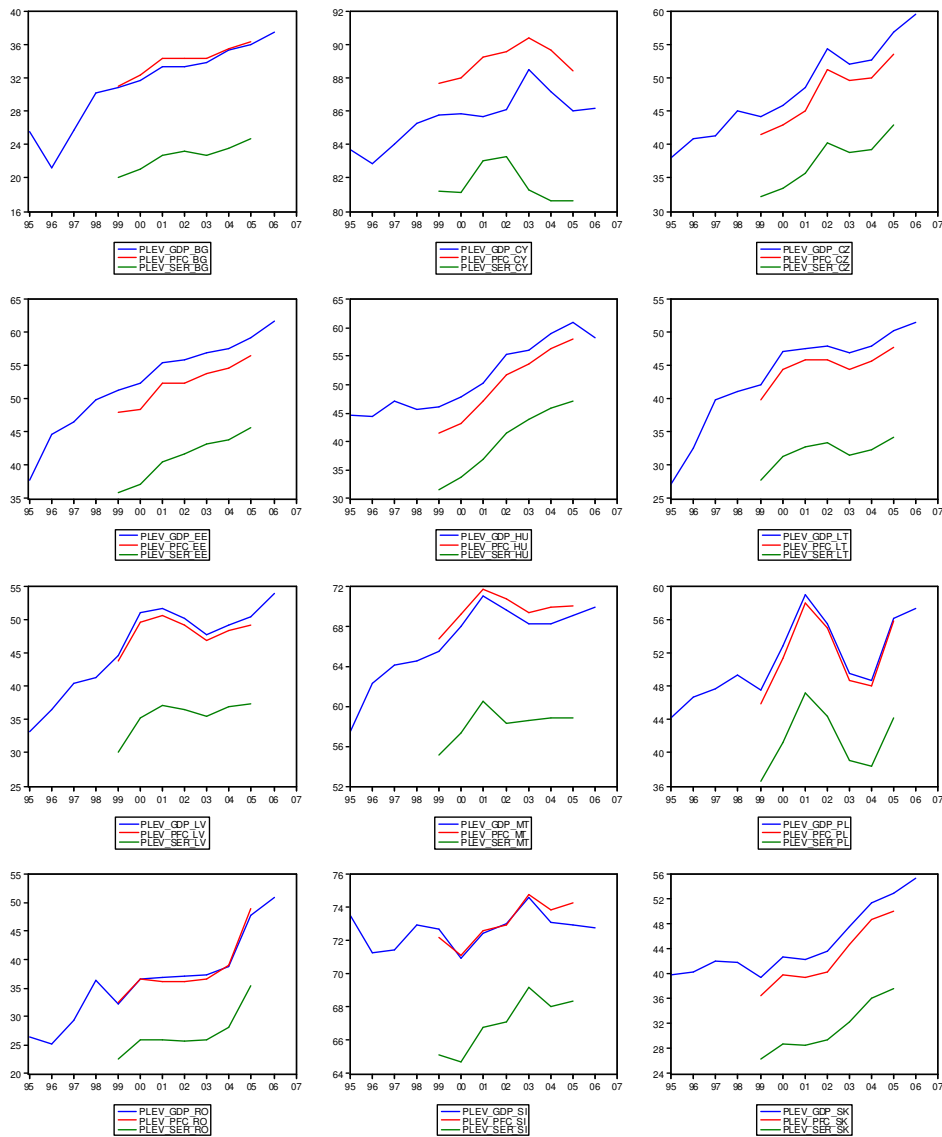 40
36
32
28
24
20
16
95 96 97 98 99 00 01 02 03 04 05 06 07
PLEV_GDP_BG
PLEV_PFC_BG
PLEV_SER_BG
92
90
88
86
84
82
80
95 96 97 98 99 00 01 02 03 04 05 06 07
PLEV_GDP_CY
PLEV_PFC_CY
PLEV_SER_CY
60
55
50
45
40
35
30
95 96 97 98 99 00 01 02 03 04 05 06 07
PLEV_GDP_CZ
PLEV_PFC_CZ
PLEV_SER_CZ
65
60
55
50
45
40
35
95 96 97 98 99 00 01 02 03 04 05 06 07
PLEV_GDP_EE
PLEV_PFC_EE
PLEV_SER_EE
65
60
55
50
45
40
35
30
95 96 97 98 99 00 01 02 03 04 05 06 07
PLEV_GDP_HU
PLEV_PFC_HU
PLEV_SER_HU
55
50
45
40
35
30
25
95 96 97 98 99 00 01 02 03 04 05 06 07
PLEV_GDP_LT
PLEV_PFC_LT
PLEV_SER_LT
55
50
45
40
35
30
25
95 96 97 98 99 00 01 02 03 04 05 06 07
PLEV_GDP_LV
PLEV_PFC_LV
PLEV_SER_LV
72
68
64
60
56
52
95 96 97 98 99 00 01 02 03 04 05 06 07
PLEV_GDP_MT
PLEV_PFC_MT
PLEV_SER_MT
60
56
52
48
44
40
36
95 96 97 98 99 00 01 02 03 04 05 06 07
PLEV_GDP_PL
PLEV_PFC_PL
PLEV_SER_PL
55
50
45
40
35
30
25
20
95 96 97 98 99 00 01 02 03 04 05 06 07
PLEV_GDP_RO
PLEV_PFC_RO
PLEV_SER_RO
76
74
72
70
68
66
64
95 96 97 98 99 00 01 02 03 04 05 06 07
PLEV_GDP_SI
PLEV_PFC_SI
PLEV_SER_SI
56
52
48
44
40
36
32
28
24
95 96 97 98 99 00 01 02 03 04 05 06 07
PLEV_GDP_SK
PLEV_PFC_SK
PLEV_SER_SK